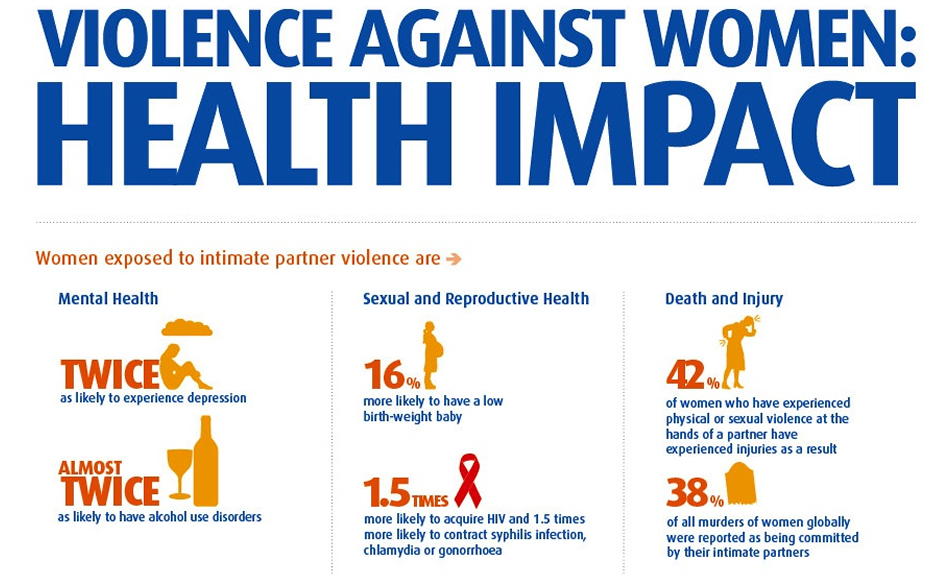 VIOLENCE AGAINST WOMEN:
HEALTH IMPACT
Women exposed to intimate partner violence are
Mental Health
TWICE
as likely to experience depression
ALMOST
TWICE
as likely to have alcohol use disorders
Sexual and Reproductive Health
16%
more likely to have a low
birth-weight baby
1.5 TIMES
more likely to acquire HIV and 1.5 times
more likely to contract syphilis infection,
chlamydia or gonorrhoea
Death and Injury
42%
of women who have experienced
physical or sexual violence at the
hands of a partner have
experienced injuries as a result
38%
of all murders of women globally
were reported as being committed
by their intimate partners